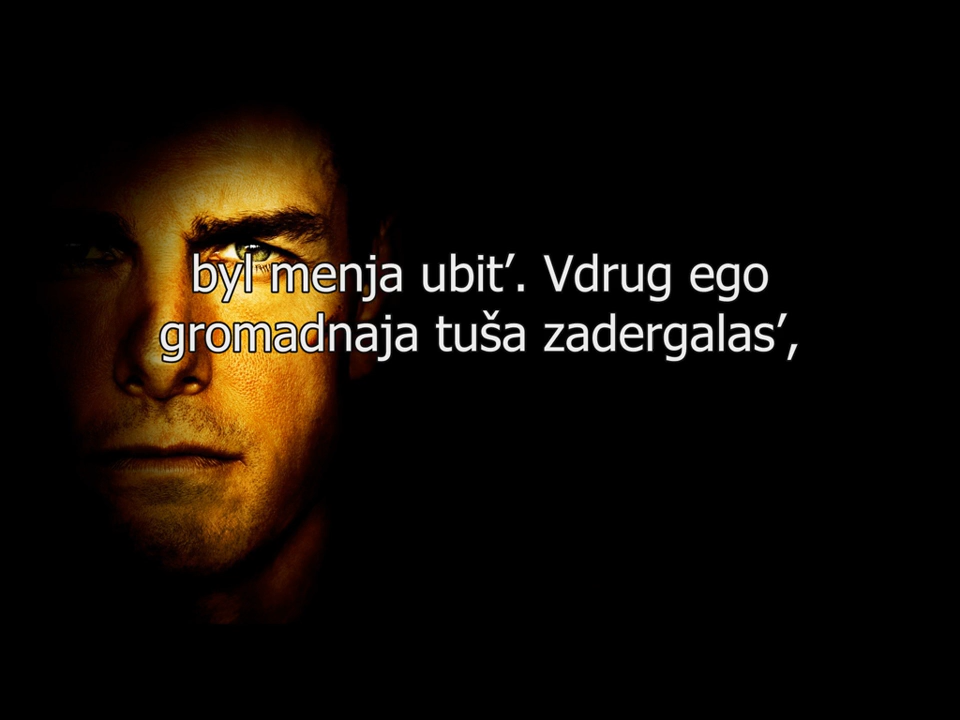 byl menja ubit’. Vdrug ego
gromadnaja tuša zadergalas’,